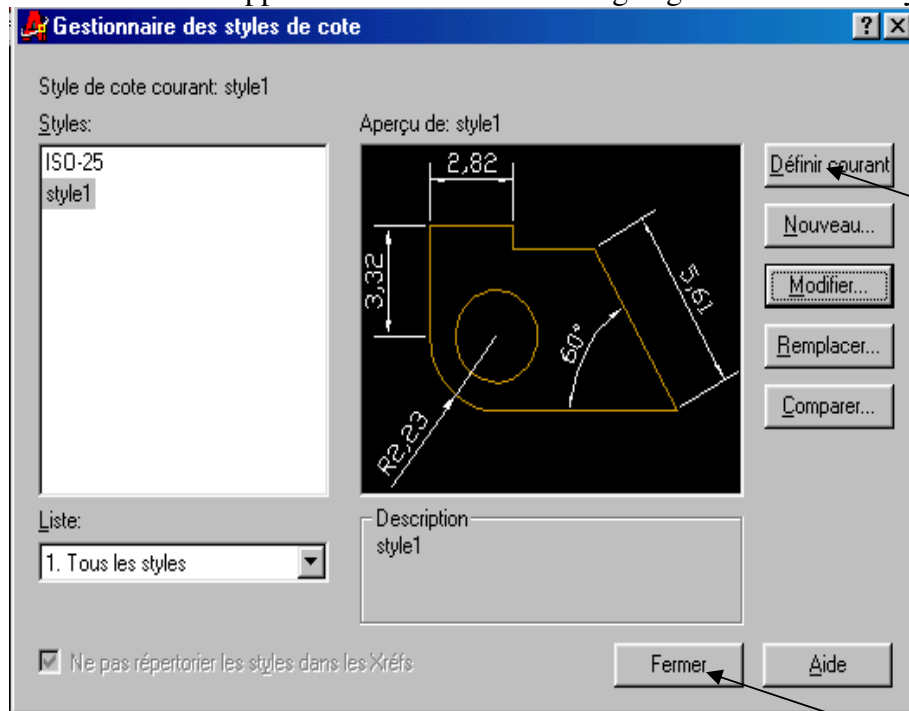 Gestionnaire des styles de cote
Style de cote courant: style1
Styles:
Aperçu de: style1
ISO-25
style1
2,82
3,32
5,61
60°
R2,23
Définir courant
Nouveau...
Modifier...
Remplacer...
Comparer...
Liste:
1. Tous les styles
Description
style1
Ne pas répertorier les styles dans les Xréfs
Fermer
Aide